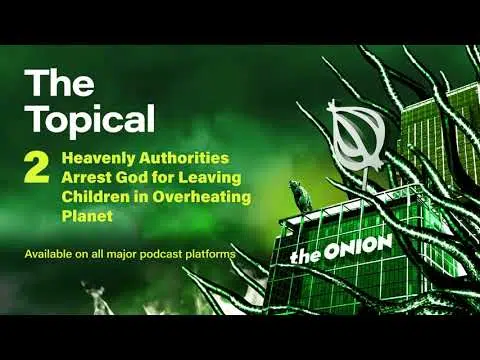 The
Topical
2 Heavenly Authorities
Arrest God for Leaving
Children in Overheating
Planet
Available on all major podcast platforms
the ONION